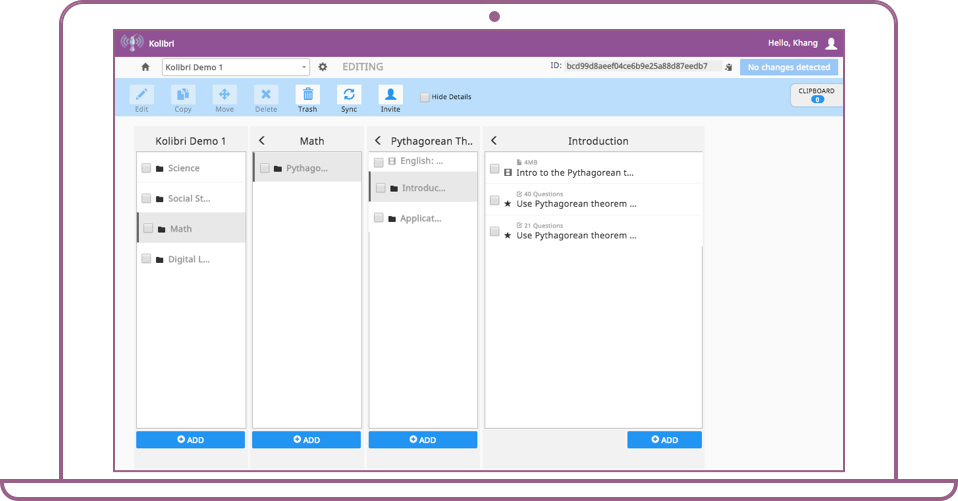 Kolibri
Hello, Khang
Kolibri Demo 1
EDITING
ID: bcd99d8aeef04ce6b9e25a88d87eedb7
No changes detected
Edit
Copy
Move
Delete
Trash
Sync
Invite
Hide Details
CLIPBOARD
0
Kolibri Demo 1
Science
Social St...
Math
Digital L...
ADD
Math
Pythago...
ADD
Pythagorean Th..
English: ...
Introduc...
Applicat...
ADD
Introduction
4MB
Intro to the Pythagorean t...
40 Questions
Use Pythagorean theorem ...
21 Questions
Use Pythagorean theorem ...
ADD